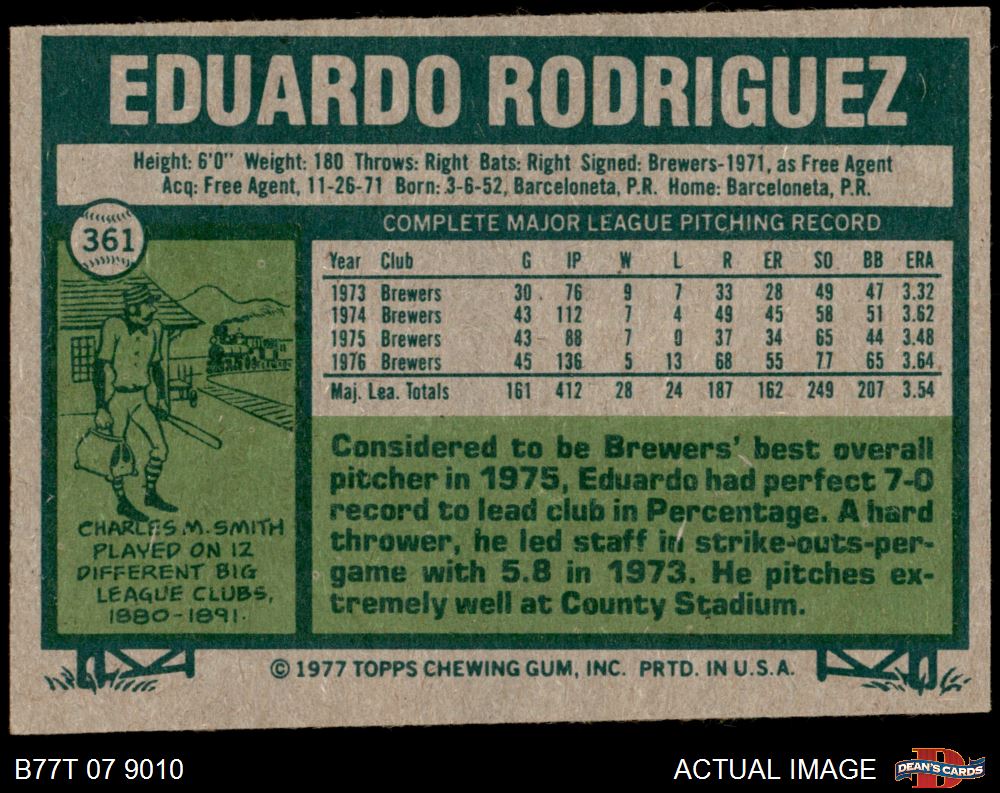 EDUARDO RODRIGUEZ
Height: 6'0" Weight: 180 Throws: Right Bats: Right Signed: Brewers-1971, as Free Agent
Acq: Free Agent, 11-26-71 Born: 3-6-52, Barceloneta, P.R. Home: Barceloneta, P.R.
361
COMPLETE MAJOR LEAGUE PITCHING RECORD
Year Club G IP W L R ER SO BB ERA
1973 Brewers 30 76 9 7 33 28 49 47 3.32
1974 Brewers 43 112 7 4 49 45 58 51 3.62
1975 Brewers 43 88 7 0 37 34 65 44 3.48
1976 Brewers 45 136 5 13 68 55 77 65 3.64
Maj. Lea. Totals 161 412 28 24 187 162 249 207 3.54
Considered to be Brewers' best overall
pitcher in 1975, Eduardo had perfect 7-0
record to lead club in Percentage. A hard
thrower, he led staff in strike-outs-per-
game with 5.8 in 1973. He pitches ex-
tremely well at County Stadium.
CHARLES M. SMITH
PLAYED ON 12
DIFFERENT BIG
LEAGUE CLUBS,
1880-1891.
© 1977 TOPPS CHEWING GUM, INC. PRTD. IN U.S.A.
B77T 07 9010
ACTUAL IMAGE
DEAN'S CARDS